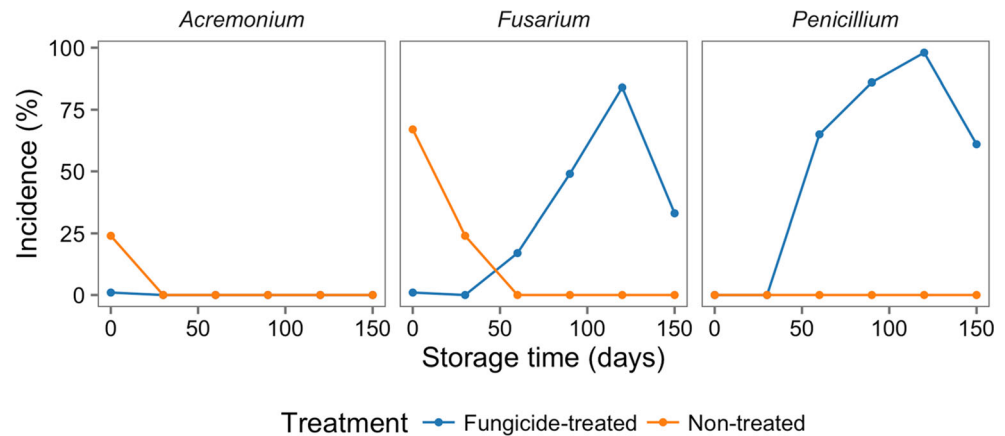 Acremonium Fusarium Penicillium
100
75
50
25
0
Incidence (%)
0 50 100 150 0 50 100 150 0 50 100 150
Storage time (days)
Treatment Fungicide-treated Non-treated